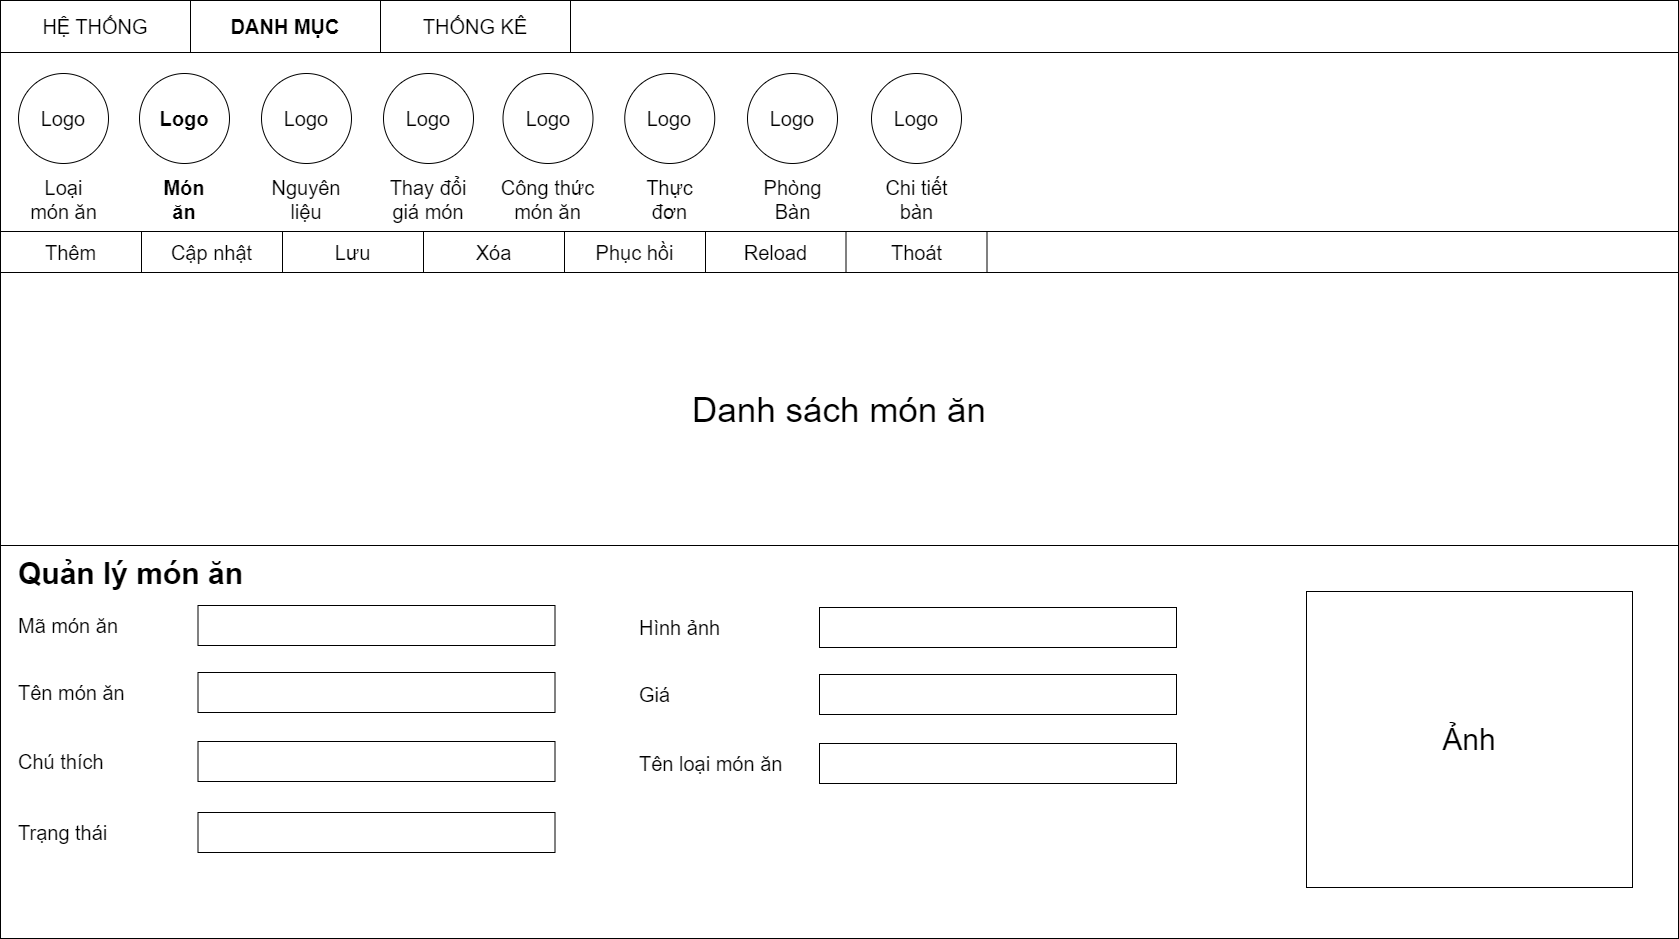 HỆ THỐNG DANH MỤC THỐNG KÊ
Logo Logo Logo Logo Logo Logo Logo Logo
Loại món ăn
Món ăn
Nguyên liệu
Thay đổi giá món
Công thức món ăn
Thực đơn
Phòng Bàn
Chi tiết bàn
Thêm Cập nhật Lưu Xóa Phục hồi Reload Thoát
Danh sách món ăn
Quản lý món ăn
Mã món ăn
Tên món ăn
Chú thích
Trạng thái
Hình ảnh
Giá
Tên loại món ăn
Ảnh